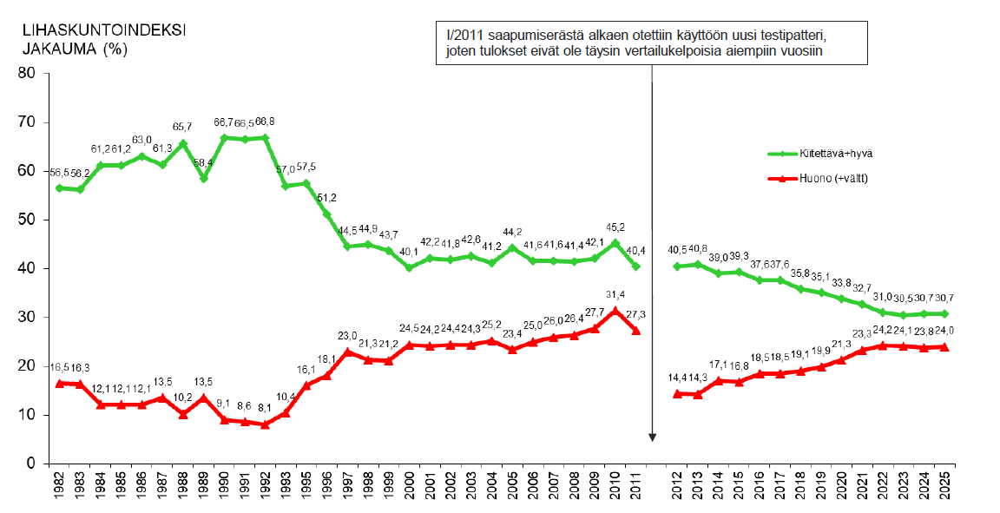 LIHASKUNTOINDEKSI
JAKAUMA (%)
I/2011 saapumiserästä alkaen otettiin käyttöön uusi testipatteri,
joten tulokset eivät ole täysin vertailukelpoisia aiempiin vuosiin
Kiitettävä+hyvä
Huono (+vältt)
80
70
60
50
40
30
20
10
0
56,5 56,2 61,2 61,2 63,0 61,3 65,7 58,4 66,7 66,5 66,8 57,0 57,5 51,2 44,5 44,9 43,7 40,1 42,2 41,8 42,6 41,2 44,2 41,6 41,6 41,4 42,1 45,2 40,4 40,5 40,8 39,0 39,3 37,6 37,6 35,8 35,1 33,8 32,7 31,0 30,5 30,7 30,7
16,5 16,3 12,1 12,1 12,1 13,5 10,2 13,5 9,1 8,6 8,1 10,4 16,1 18,1 23,0 21,3 21,2 24,5 24,2 24,4 24,3 25,2 23,4 25,0 26,0 26,4 27,7 31,4 27,3 14,4 14,3 17,1 16,8 18,5 18,5 19,1 19,9 21,3 23,3 24,2 24,1 23,8 24,0
1982 1983 1984 1985 1986 1987 1988 1989 1990 1991 1992 1993 1995 1996 1997 1998 1999 2000 2001 2002 2003 2004 2005 2006 2007 2008 2009 2010 2011 2012 2013 2014 2015 2016 2017 2018 2019 2020 2021 2022 2023 2024 2025